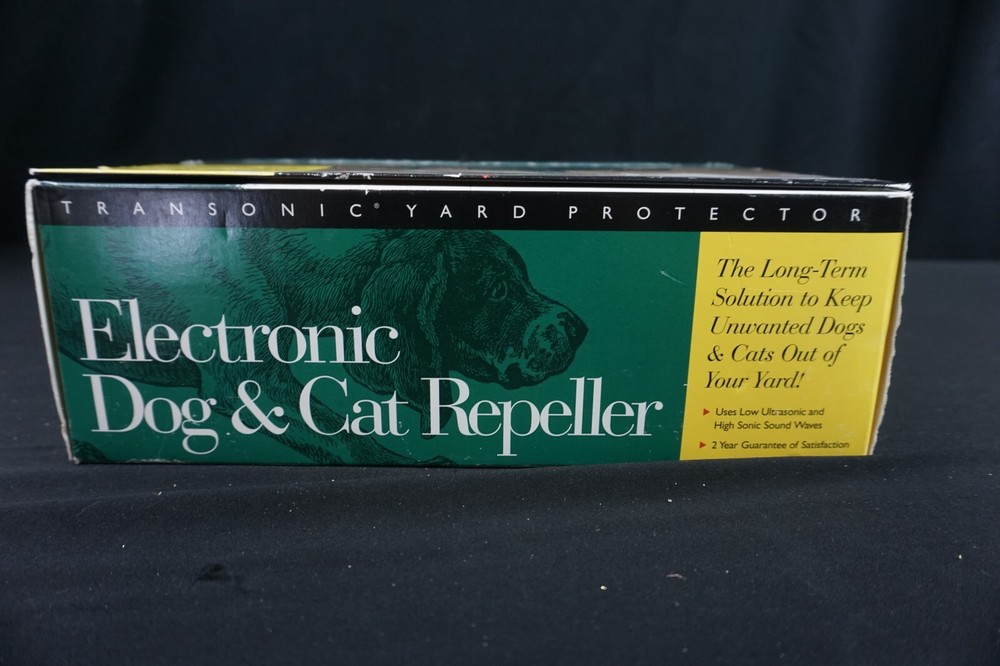 TRANSONIC® YARD PROTECTOR
Electronic
Dog & Cat Repeller
The Long-Term
Solution to Keep
Unwanted Dogs
& Cats Out of
Your Yard!
Uses Low Ultrasonic and
High Sonic Sound Waves
2 Year Guarantee of Satisfaction